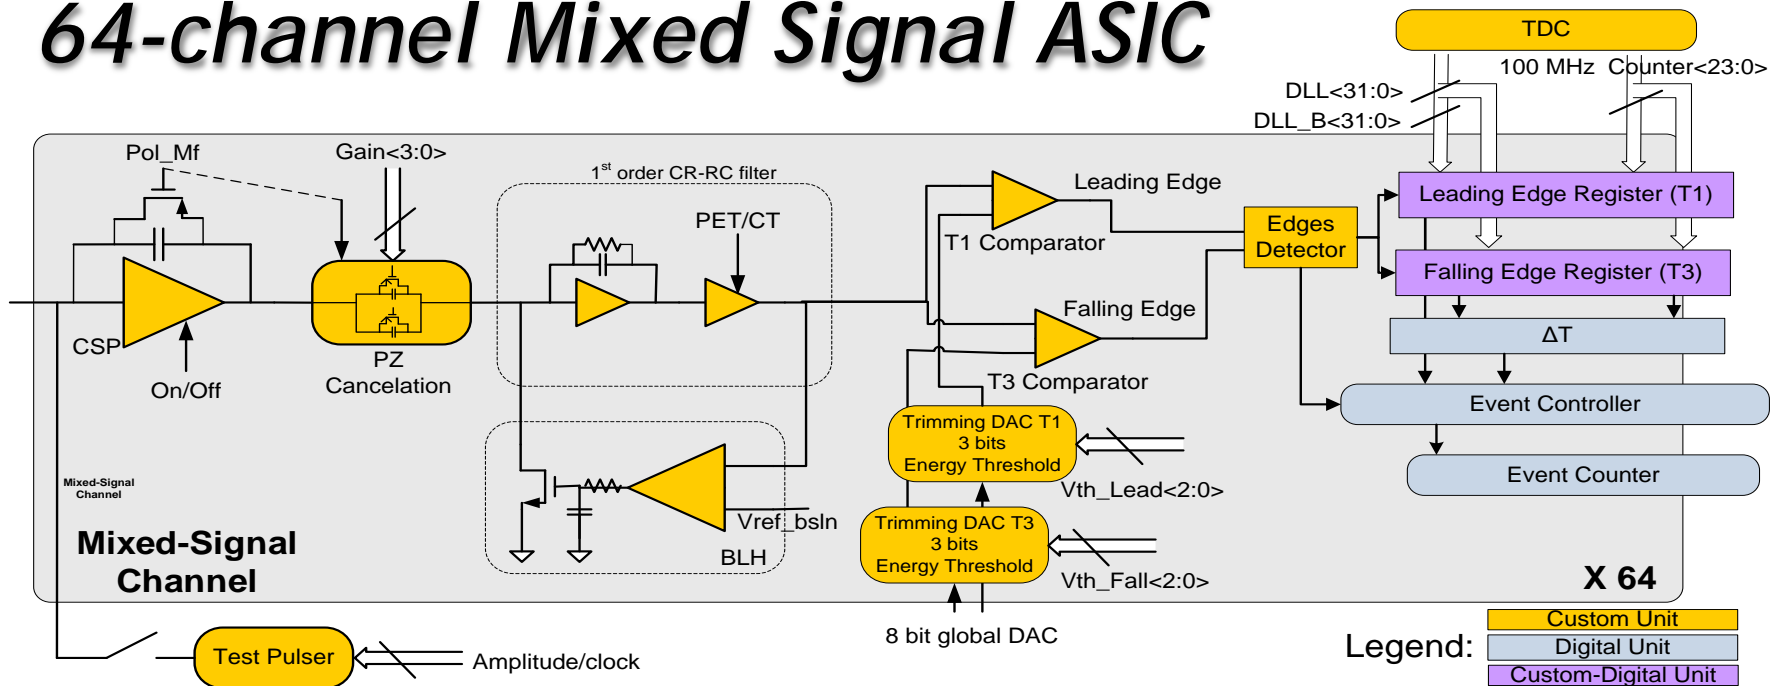 64-channel Mixed Signal ASIC
TDC
100 MHz Counter<23:0>
DLL<31:0>
DLL_B<31:0>
Pol_Mf
Gain<3:0>
1st order CR-RC filter
PET/CT
Leading Edge
T1 Comparator
Edges
Detector
Leading Edge Register (T1)
Falling Edge Register (T3)
Falling Edge
T3 Comparator
ΔT
CSP
On/Off
PZ
Cancelation
Event Controller
Event Counter
Trimming DAC T1
3 bits
Energy Threshold
Vth_Lead<2:0>
Trimming DAC T3
3 bits
Energy Threshold
Vth_Fall<2:0>
Vref_bsln
BLH
Mixed-Signal
Channel
Mixed-Signal
Channel
X 64
8 bit global DAC
Test Pulser
Amplitude/clock
Legend:
Custom Unit
Digital Unit
Custom-Digital Unit